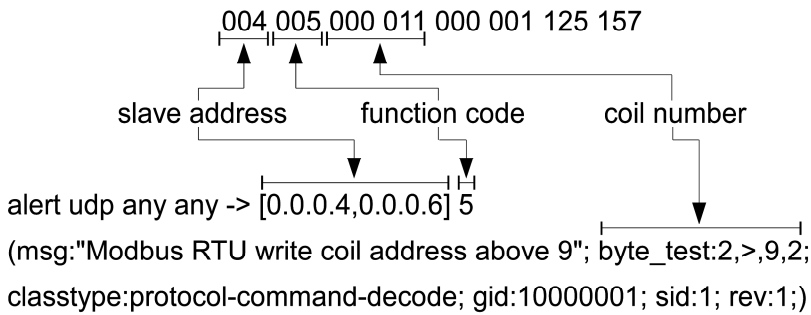 004 005 000 011 000 001 125 157
slave address function code coil number
alert udp any any -> [0.0.0.4,0.0.0.6] 5
(msg:"Modbus RTU write coil address above 9"; byte_test:2,>,9,2;
classtype:protocol-command-decode; gid:10000001; sid:1; rev:1;)